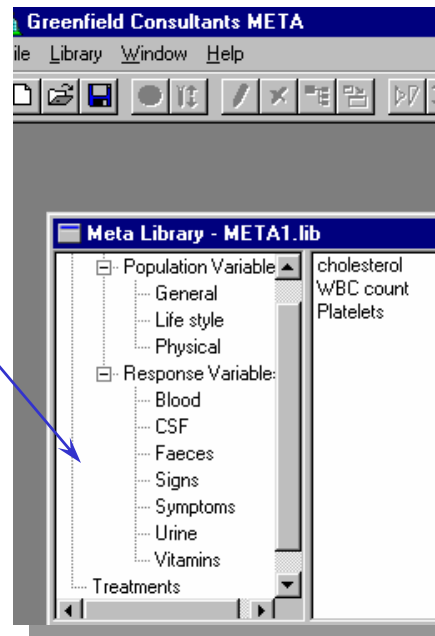 Greenfield Consultants META
ile Library Window Help
Meta Library - META1.lib
Population Variable
General
Life style
Physical
Response Variable:
Blood
CSF
Faeces
Signs
Symptoms
Urine
Vitamins
Treatments
cholesterol
WBC count
Platelets